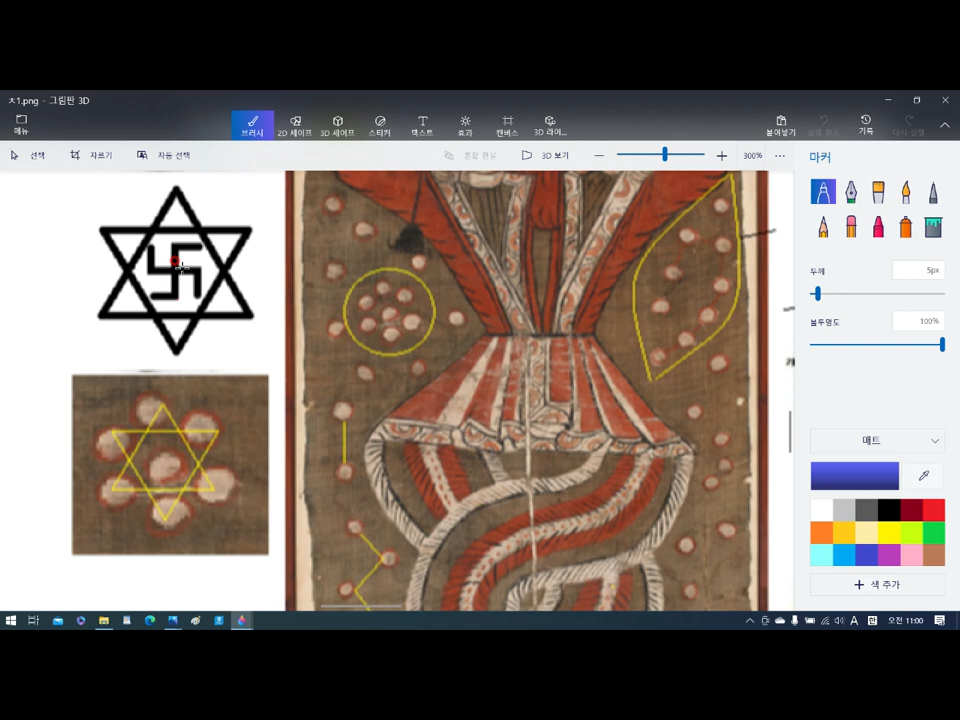 ㅊ1.png - 그림판 3D
메뉴
브러시
2D 셰이프
3D 셰이프
스티커
텍스트
효과
캔버스
3D 라이...
붙여넣기
실행 취소
기록
다시 실행
선택
자르기
자동 선택
혼합 현실
3D 보기
300%
마커
두께
5px
불투명도
100%
매트
색 추가
A
오전 11:00